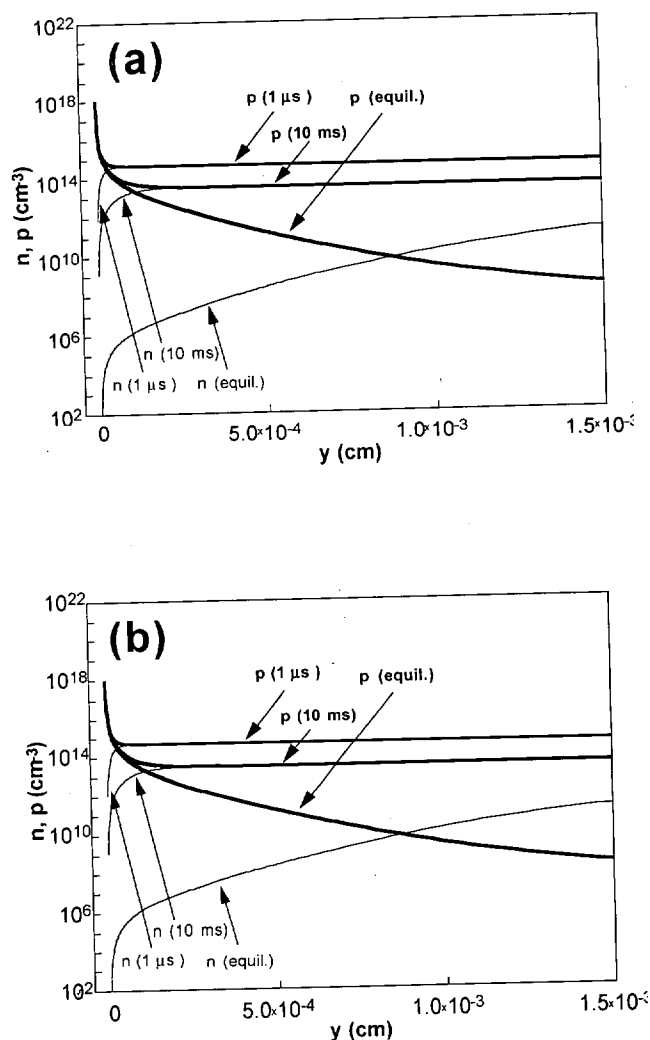 (a)
10^22
10^18
10^14
10^10
10^6
10^2
n, p (cm^-3)
p (1 μs )
p (equil.)
p (10 ms)
n (10 ms)
n (1 μs )
n (equil.)
0
5.0×10^-4
1.0×10^-3
1.5×10^-3
y (cm)
(b)
10^22
10^18
10^14
10^10
10^6
10^2
n, p (cm^-3)
p (1 μs )
p (equil.)
p (10 ms)
n (10 ms)
n (1 μs )
n (equil.)
0
5.0×10^-4
1.0×10^-3
1.5×10^-3
y (cm)